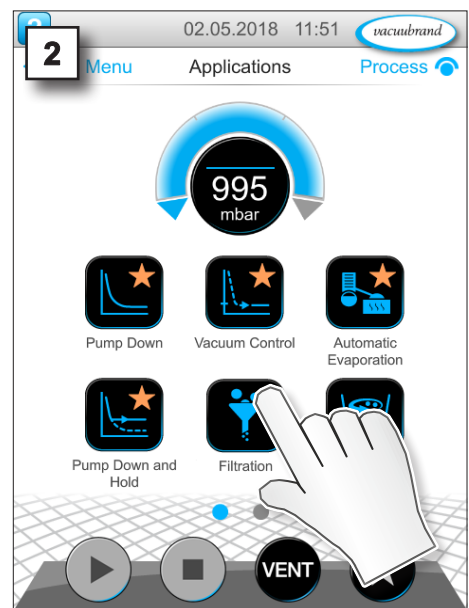 02.05.2018 11:51 vacuubrand
2 Menu Applications Process
995
mbar
Pump Down Vacuum Control Automatic
Evaporation
Pump Down and
Hold
Filtration
VENT